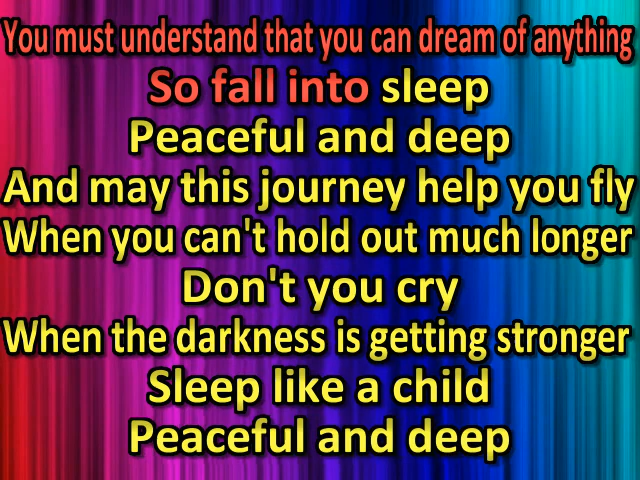 You must understand that you can dream of anything
So fall into sleep
Peaceful and deep
And may this journey help you fly
When you can't hold out much longer
Don't you cry
When the darkness is getting stronger
Sleep like a child
Peaceful and deep